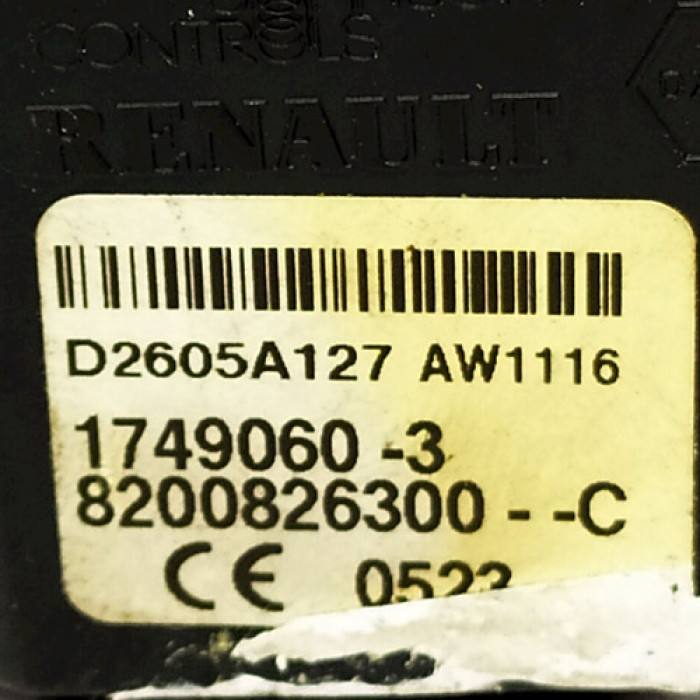 CONTROLS
RENAULT
D2605A127 AW1116
1749060 -3
8200826300 - -C
CE 0523